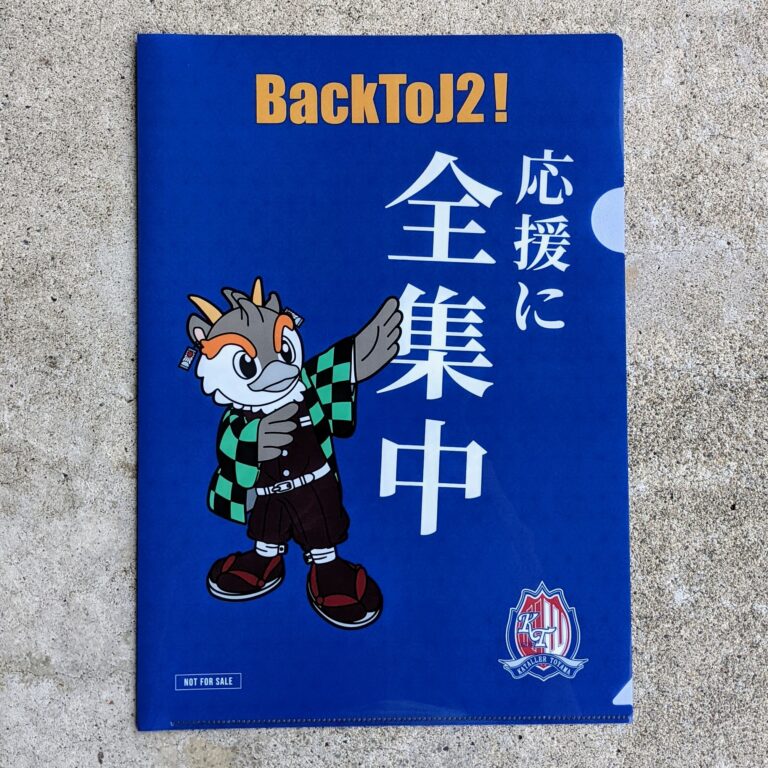 BackToJ2!
応援に
全集中
KT
KATALLER TOYAMA
NOT FOR SALE